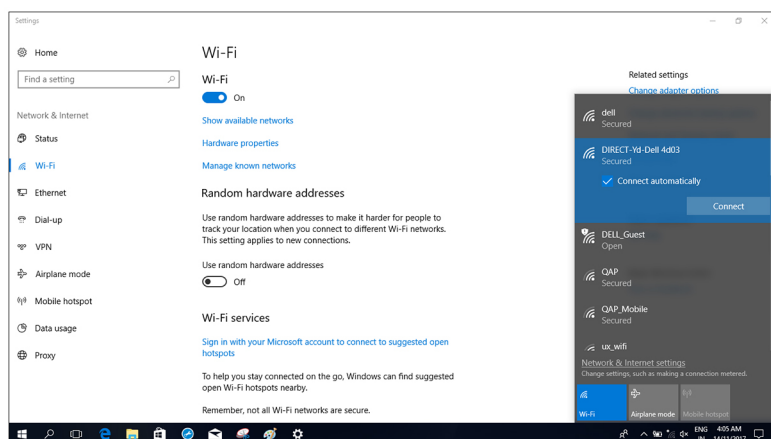 Settings
Home
Find a setting
Network & Internet
Status
Wi-Fi
Ethernet
Dial-up
VPN
Airplane mode
Mobile hotspot
Data usage
Proxy
Wi-Fi
Wi-Fi
On
Show available networks
Hardware properties
Manage known networks
Random hardware addresses
Use random hardware addresses to make it harder for people to
track your location when you connect to different Wi-Fi networks.
This setting applies to new connections.
Use random hardware addresses
Off
Wi-Fi services
Sign in with your Microsoft account to connect to suggested open
hotspots
To help you stay connected on the go, Windows can find suggested
open Wi-Fi hotspots nearby.
Remember, not all Wi-Fi networks are secure.
Related settings
Change adapter options
dell
Secured
DIRECT-Yd-Dell 4d03
Secured
Connect automatically
Connect
DELL_Guest
Open
QAP
Secured
QAP_Mobile
Secured
ux_wifi
Network & Internet settings
Change settings, such as making a connection metered.
Wi-Fi
Airplane mode
Mobile hotspot
ENG
IN
4:05 AM
14/11/2017